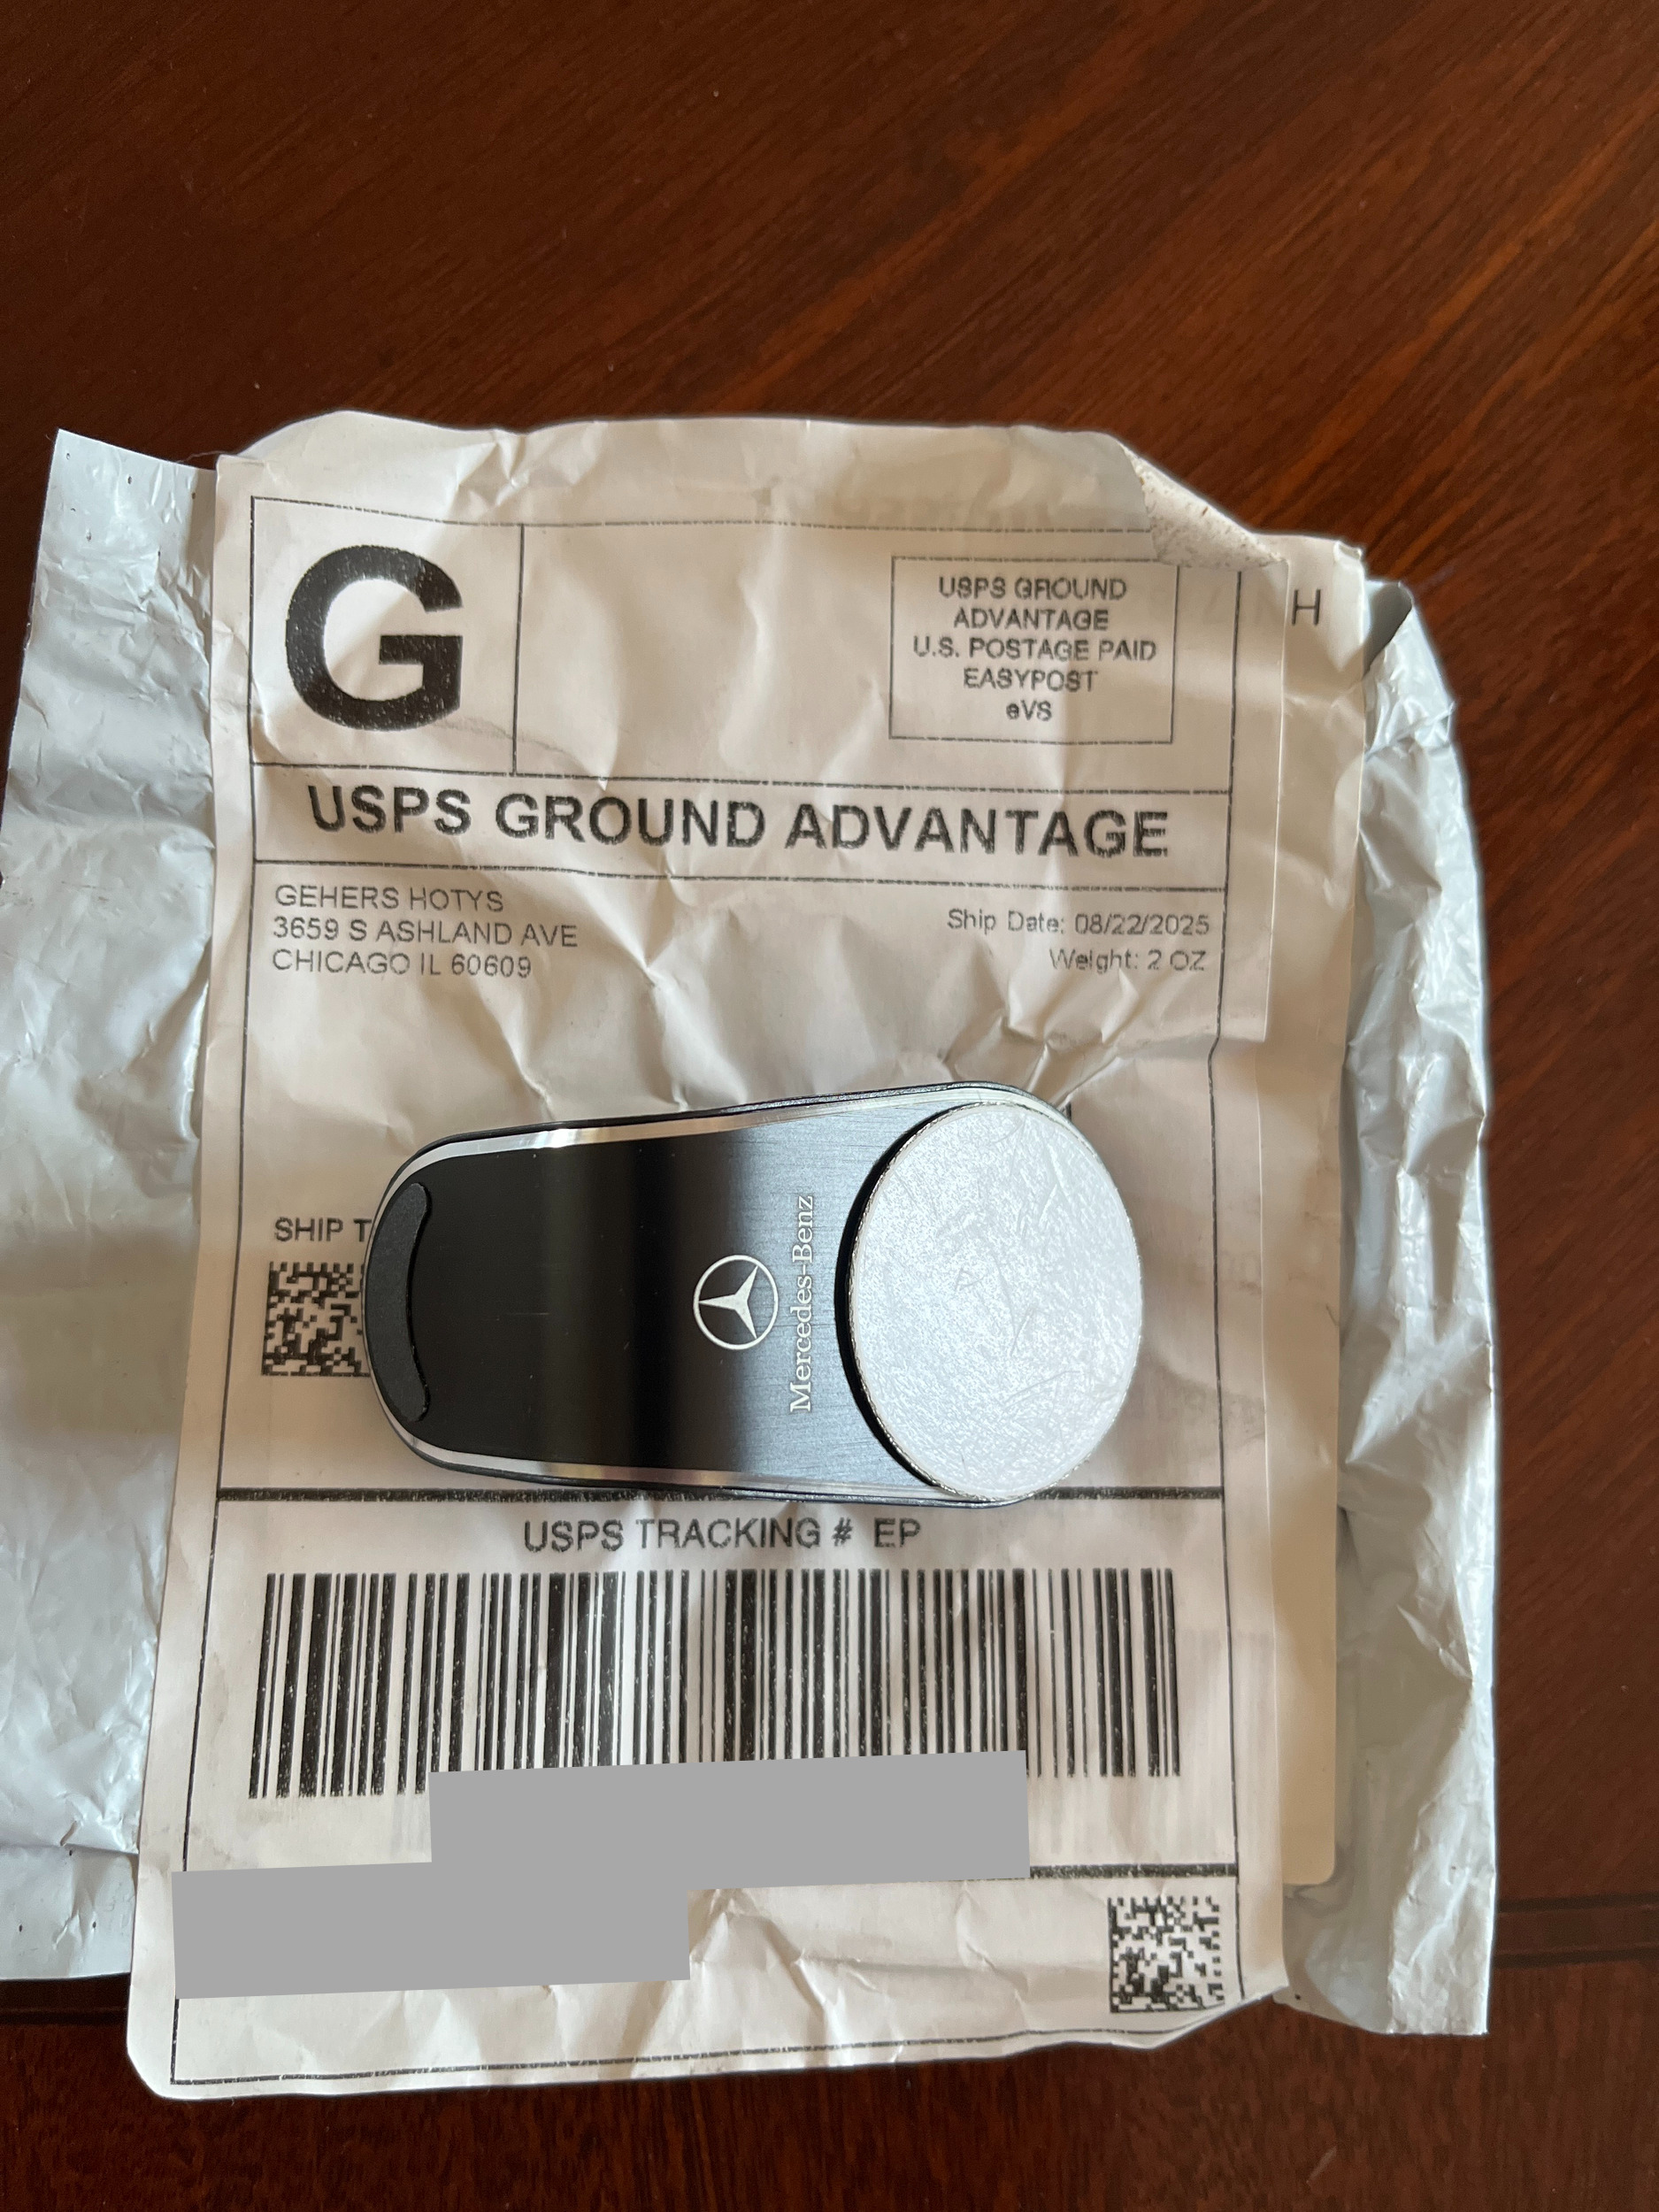 G
USPS GROUND
ADVANTAGE
U.S. POSTAGE PAID
EASYPOST
eVS
H
USPS GROUND ADVANTAGE
GEHERS HOTYS
3659 S ASHLAND AVE
CHICAGO IL 60609
Ship Date: 08/22/2025
Weight: 2 OZ
SHIP T
Mercedes-Benz
USPS TRACKING # EP